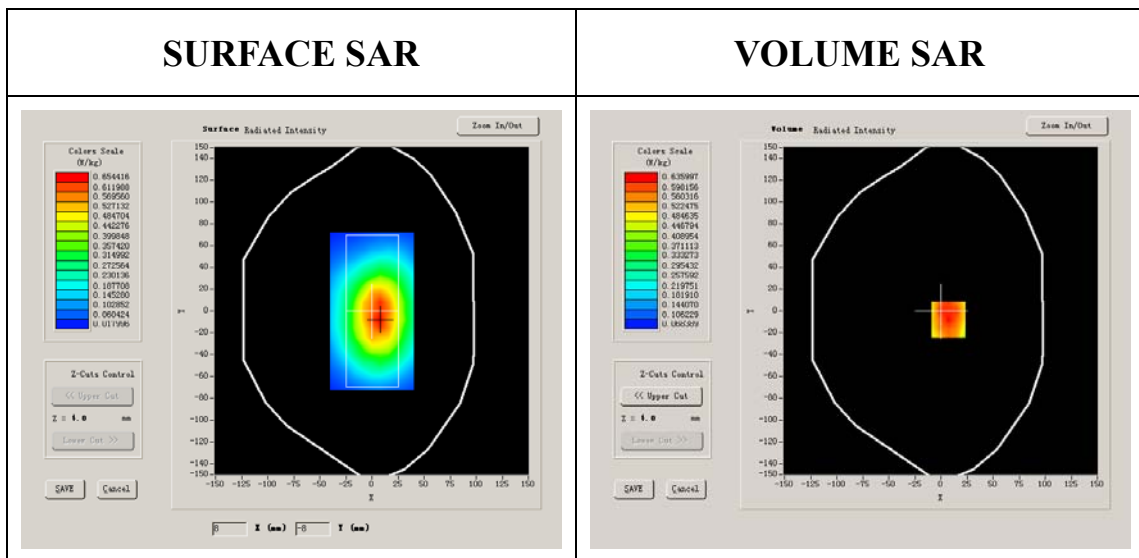 SURFACE SAR
VOLUME SAR
Surface Radiated Intensity
Zoom In/Out
Colors Scale
(W/kg)
0.654416
0.611988
0.569560
0.527132
0.484704
0.442276
0.399848
0.357420
0.314992
0.272564
0.230136
0.187708
0.145280
0.102852
0.060424
0.017996
150
140
120
100
80
60
40
20
0
-20
-40
-60
-80
-100
-120
-140
-150
Y
-150 -125 -100 -75 -50 -25 0 25 50 75 100 125 150
X
Z-Cuts Control
<< Upper Cut
Z = 4.0 mm
Lower Cut >>
SAVE Cancel
8 X (mm) -8 Y (mm)
Volume Radiated Intensity
Zoom In/Out
Colors Scale
(W/kg)
0.635997
0.598156
0.560316
0.522475
0.484635
0.446794
0.408954
0.371113
0.333273
0.295432
0.257592
0.219751
0.181910
0.144070
0.106229
0.068389
150
140
120
100
80
60
40
20
0
-20
-40
-60
-80
-100
-120
-140
-150
Y
-150 -125 -100 -75 -50 -25 0 25 50 75 100 125 150
X
Z-Cuts Control
<< Upper Cut
Z = 4.0 mm
Lower Cut >>
SAVE Cancel